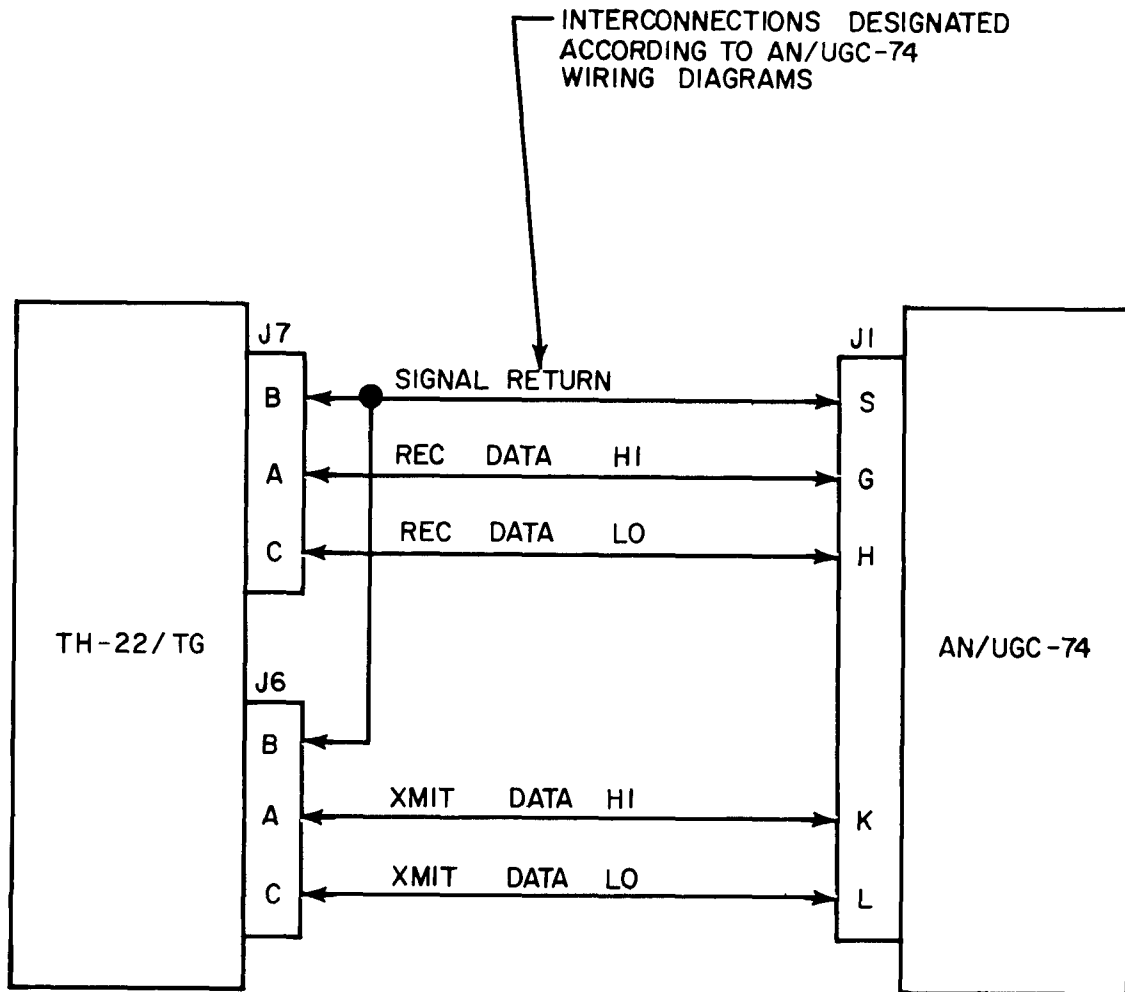 INTERCONNECTIONS DESIGNATED
ACCORDING TO AN/UGC-74
WIRING DIAGRAMS
J7
J1
B
SIGNAL RETURN
S
A
REC DATA HI
G
C
REC DATA LO
H
TH-22/TG
AN/UGC-74
J6
B
A
XMIT DATA HI
K
C
XMIT DATA LO
L